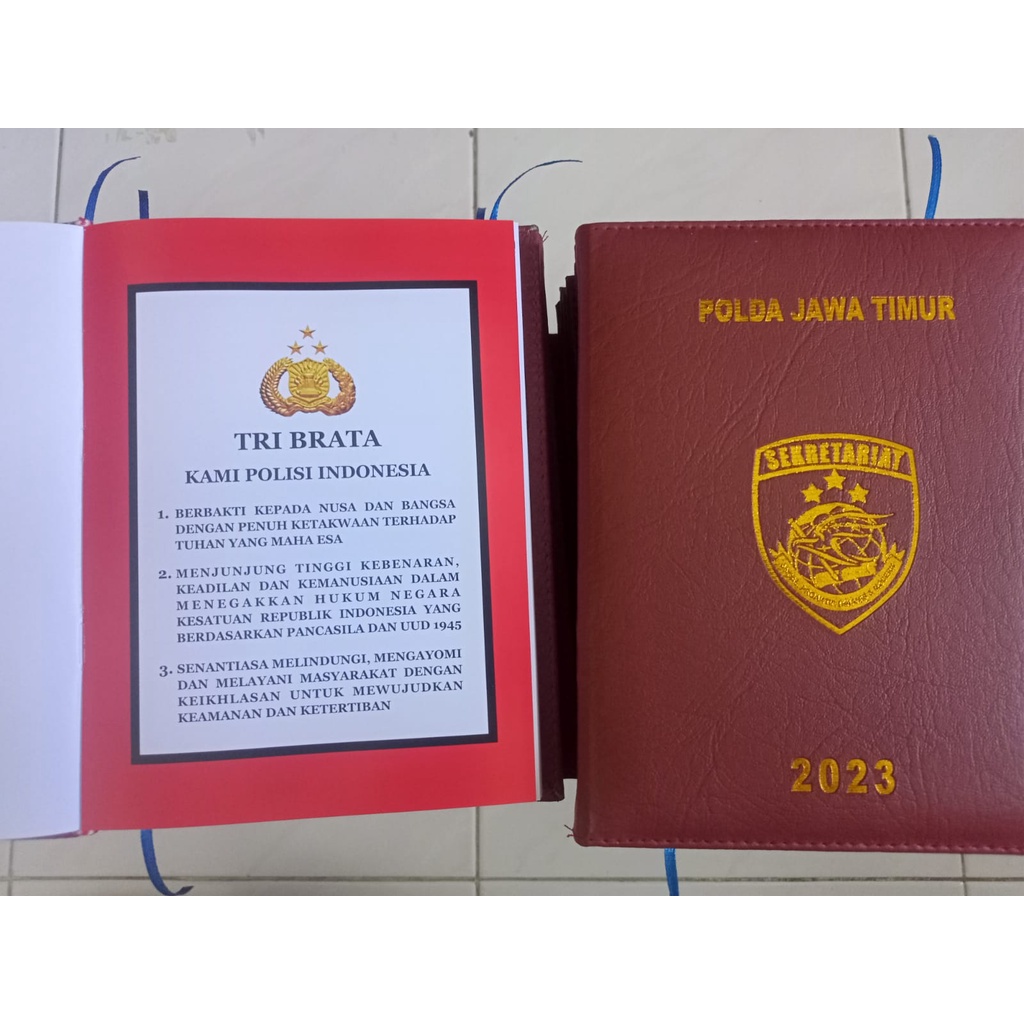 TRI BRATA
KAMI POLISI INDONESIA
1. BERBAKTI KEPADA NUSA DAN BANGSA
DENGAN PENUH KETAKWAAN TERHADAP
TUHAN YANG MAHA ESA
2. MENJUNJUNG TINGGI KEBENARAN,
KEADILAN DAN KEMANUSIAAN DALAM
MENEGAKKAN HUKUM NEGARA
KESATUAN REPUBLIK INDONESIA YANG
BERDASARKAN PANCASILA DAN UUD 1945
3. SENANTIASA MELINDUNGI, MENGAYOMI
DAN MELAYANI MASYARAKAT DENGAN
KEIKHLASAN UNTUK MEWUJUDKAN
KEAMANAN DAN KETERTIBAN
POLDA JAWA TIMUR
SEKRETARIAT
2023